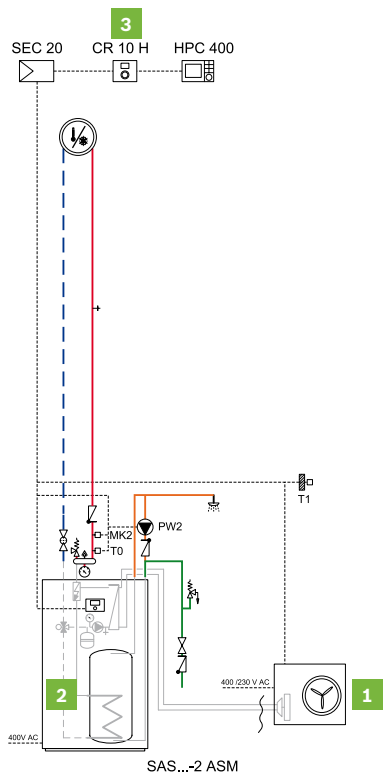 3
SEC 20
CR 10 H
HPC 400
T1
MK2
PW2
T0
400 /230 V AC
1
2
400V AC
SAS...-2 ASM